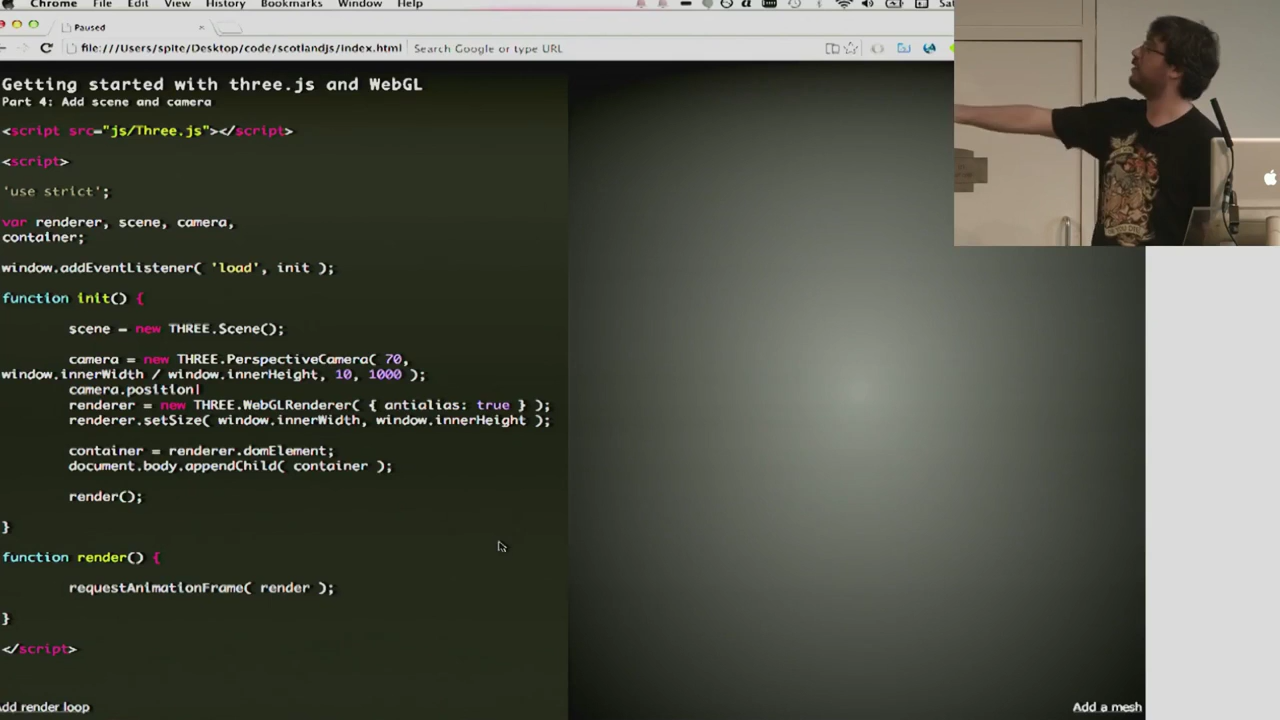 Chrome File Edit View History Bookmarks Window Help
Paused
file:///Users/spite/Desktop/code/scotlandjs/index.html Search Google or type URL
Getting started with three.js and WebGL
Part 4: Add scene and camera
<script src="js/Three.js"></script>
<script>
'use strict';
var renderer, scene, camera,
container;
window.addEventListener( 'load', init );
function init() {
scene = new THREE.Scene();
camera = new THREE.PerspectiveCamera( 70,
window.innerWidth / window.innerHeight, 10, 1000 );
camera.position
renderer = new THREE.WebGLRenderer( { antialias: true } );
renderer.setSize( window.innerWidth, window.innerHeight );
container = renderer.domElement;
document.body.appendChild( container );
render();
}
function render() {
requestAnimationFrame( render );
}
</script>
Add render loop
Add a mesh